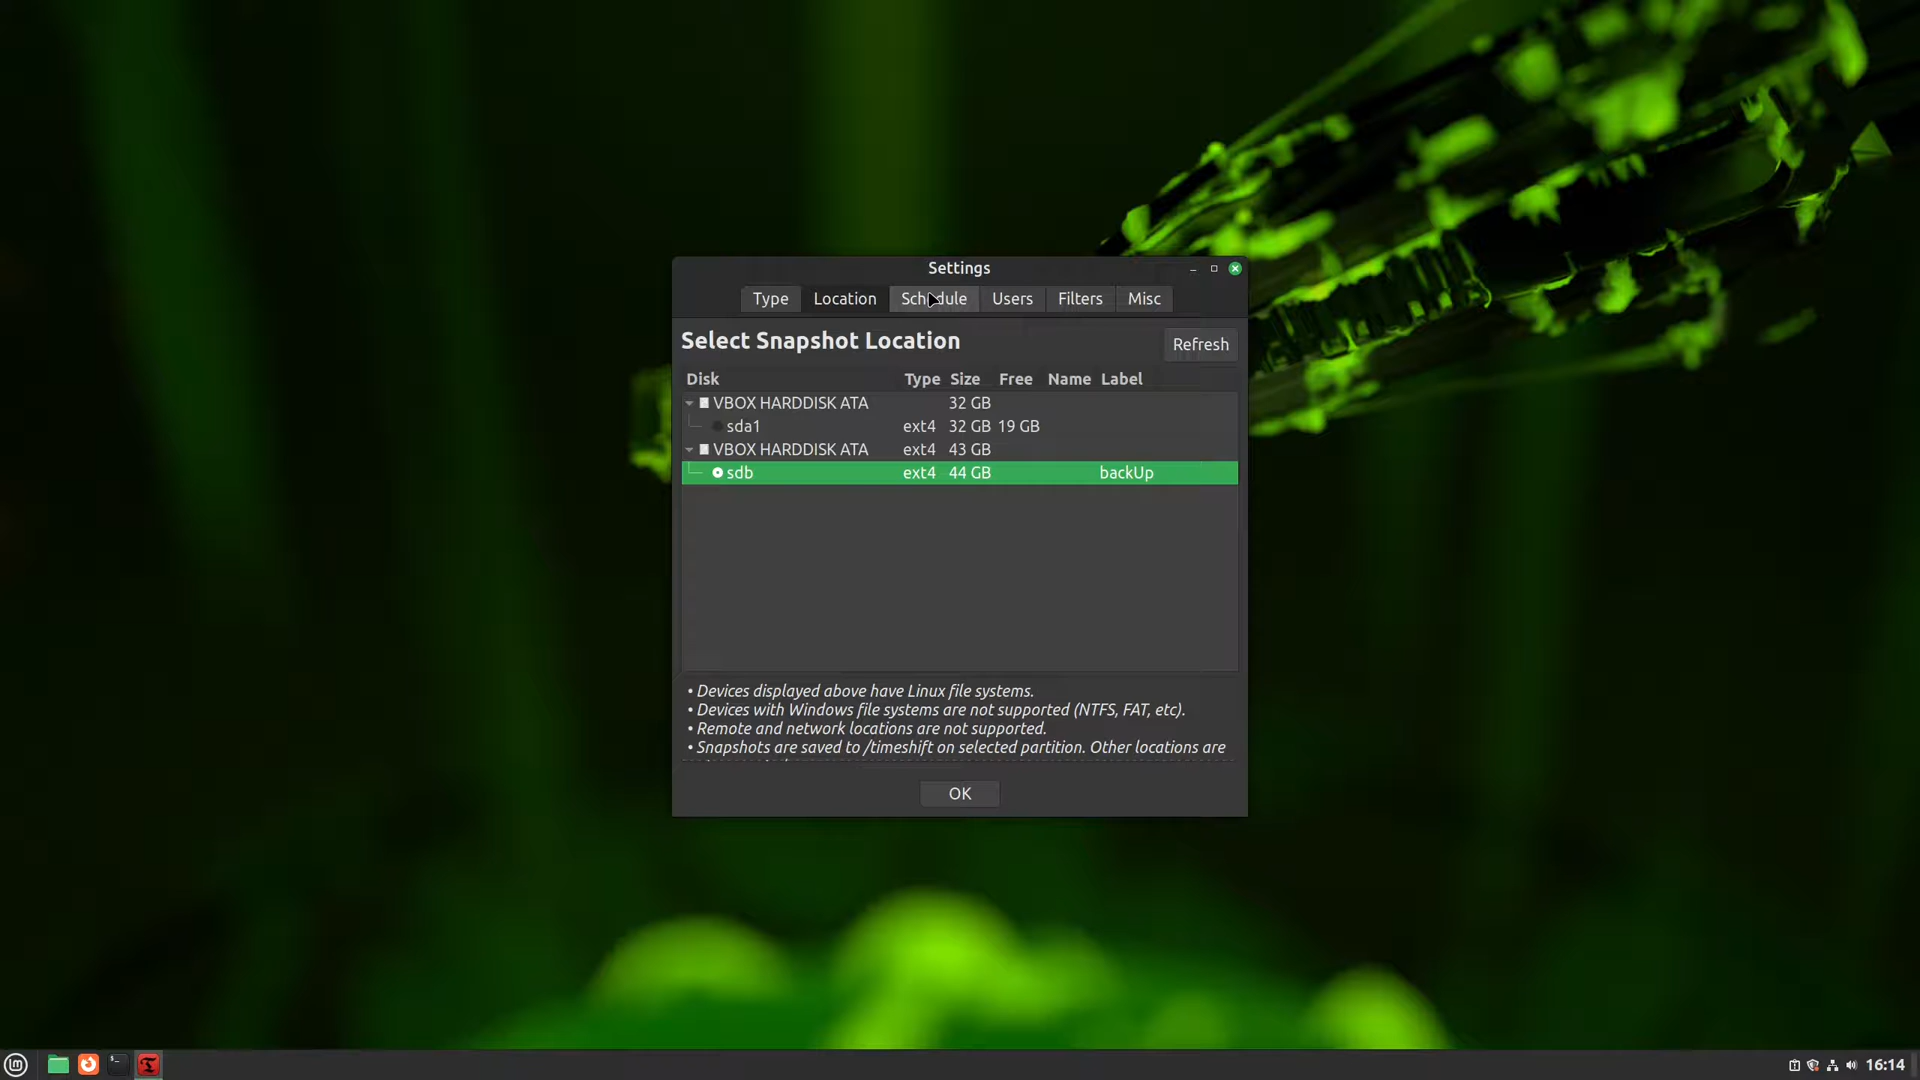 Settings
Type Location Schedule Users Filters Misc
Select Snapshot Location
Refresh
Disk Type Size Free Name Label
VBOX HARDDISK ATA 32 GB
sda1 ext4 32 GB 19 GB
VBOX HARDDISK ATA ext4 43 GB
sdb ext4 44 GB backUp
• Devices displayed above have Linux file systems.
• Devices with Windows file systems are not supported (NTFS, FAT, etc).
• Remote and network locations are not supported.
• Snapshots are saved to /timeshift on selected partition. Other locations are
OK
16:14